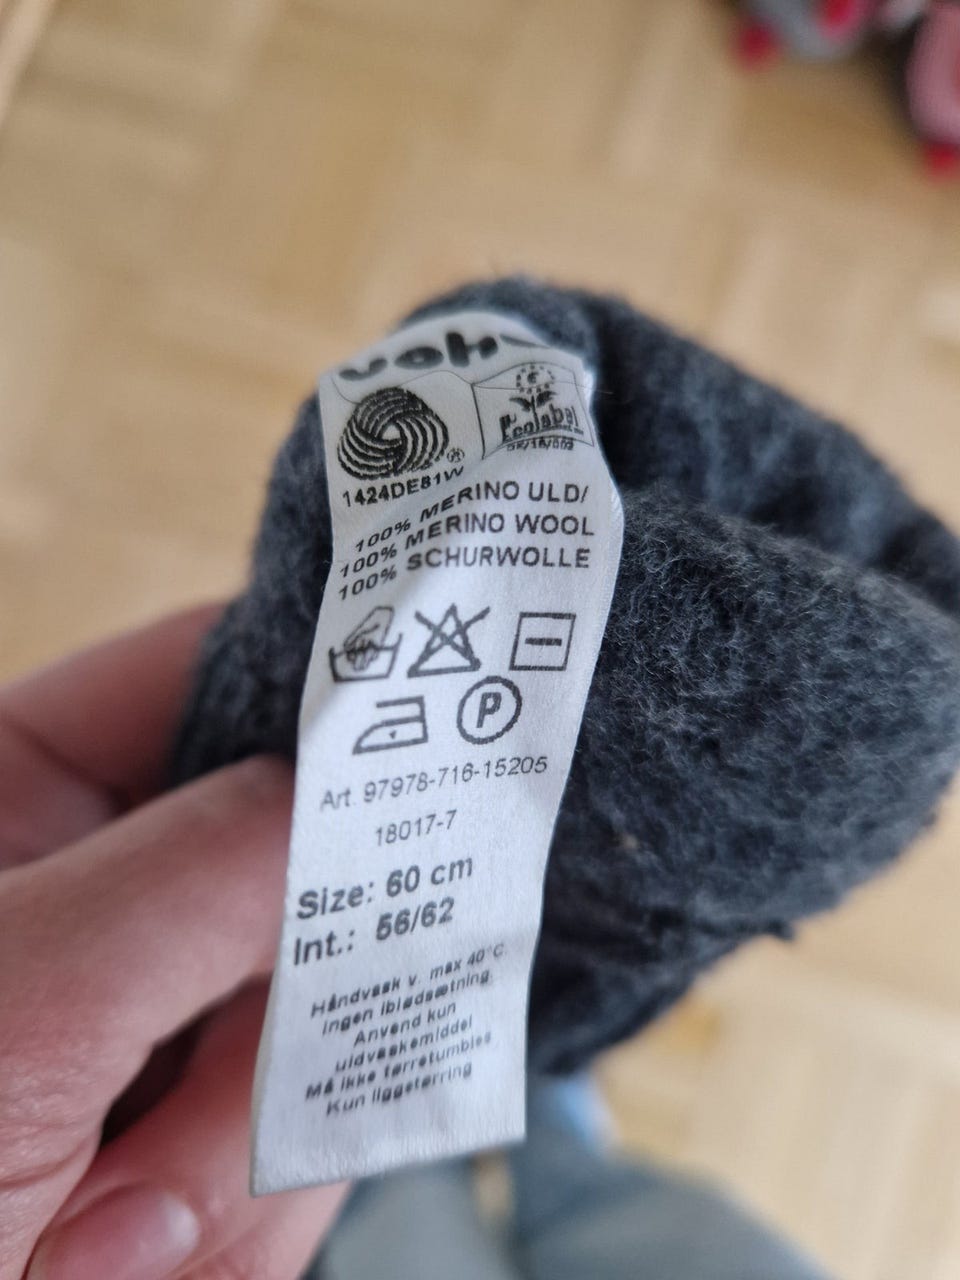 Ecolabel
1424DE81W
100% MERINO ULD/
100% MERINO WOOL
100% SCHURWOLLE
P
Art. 97978-716-15205
18017-7
Size: 60 cm
Int.: 56/62
Håndvask v. max 40°C.
Ingen iblødsætning.
Anvend kun
uldvaskemiddel
Må ikke tørretumbles
Kun liggetørring